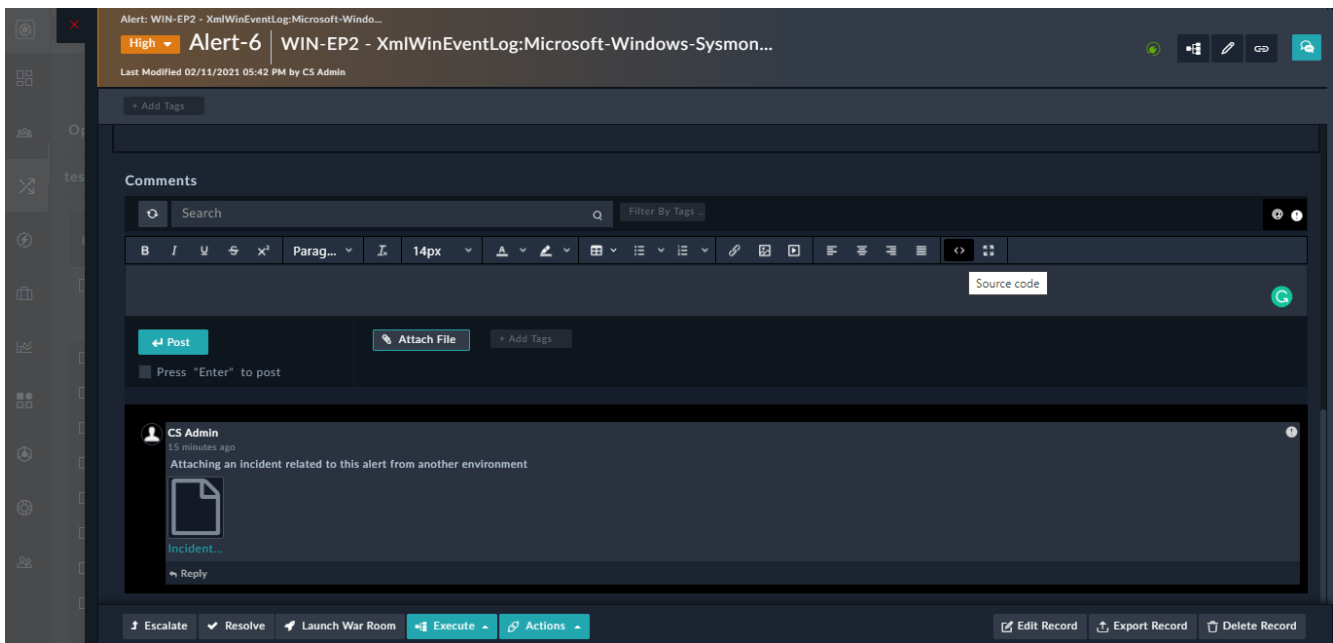 Alert: WIN-EP2 - XmlWinEventLog:Microsoft-Windo...
High Alert-6 WIN-EP2 - XmlWinEventLog:Microsoft-Windows-Sysmon...
Last Modified 02/11/2021 05:42 PM by CS Admin
+ Add Tags
Op
tes
Comments
Search Filter By Tags ..
B I U S x² Parag... 14px A
Source code
Post Attach File + Add Tags
Press "Enter" to post
CS Admin
15 minutes ago
Attaching an incident related to this alert from another environment
Incident...
Reply
Escalate Resolve Launch War Room Execute Actions Edit Record Export Record Delete Record